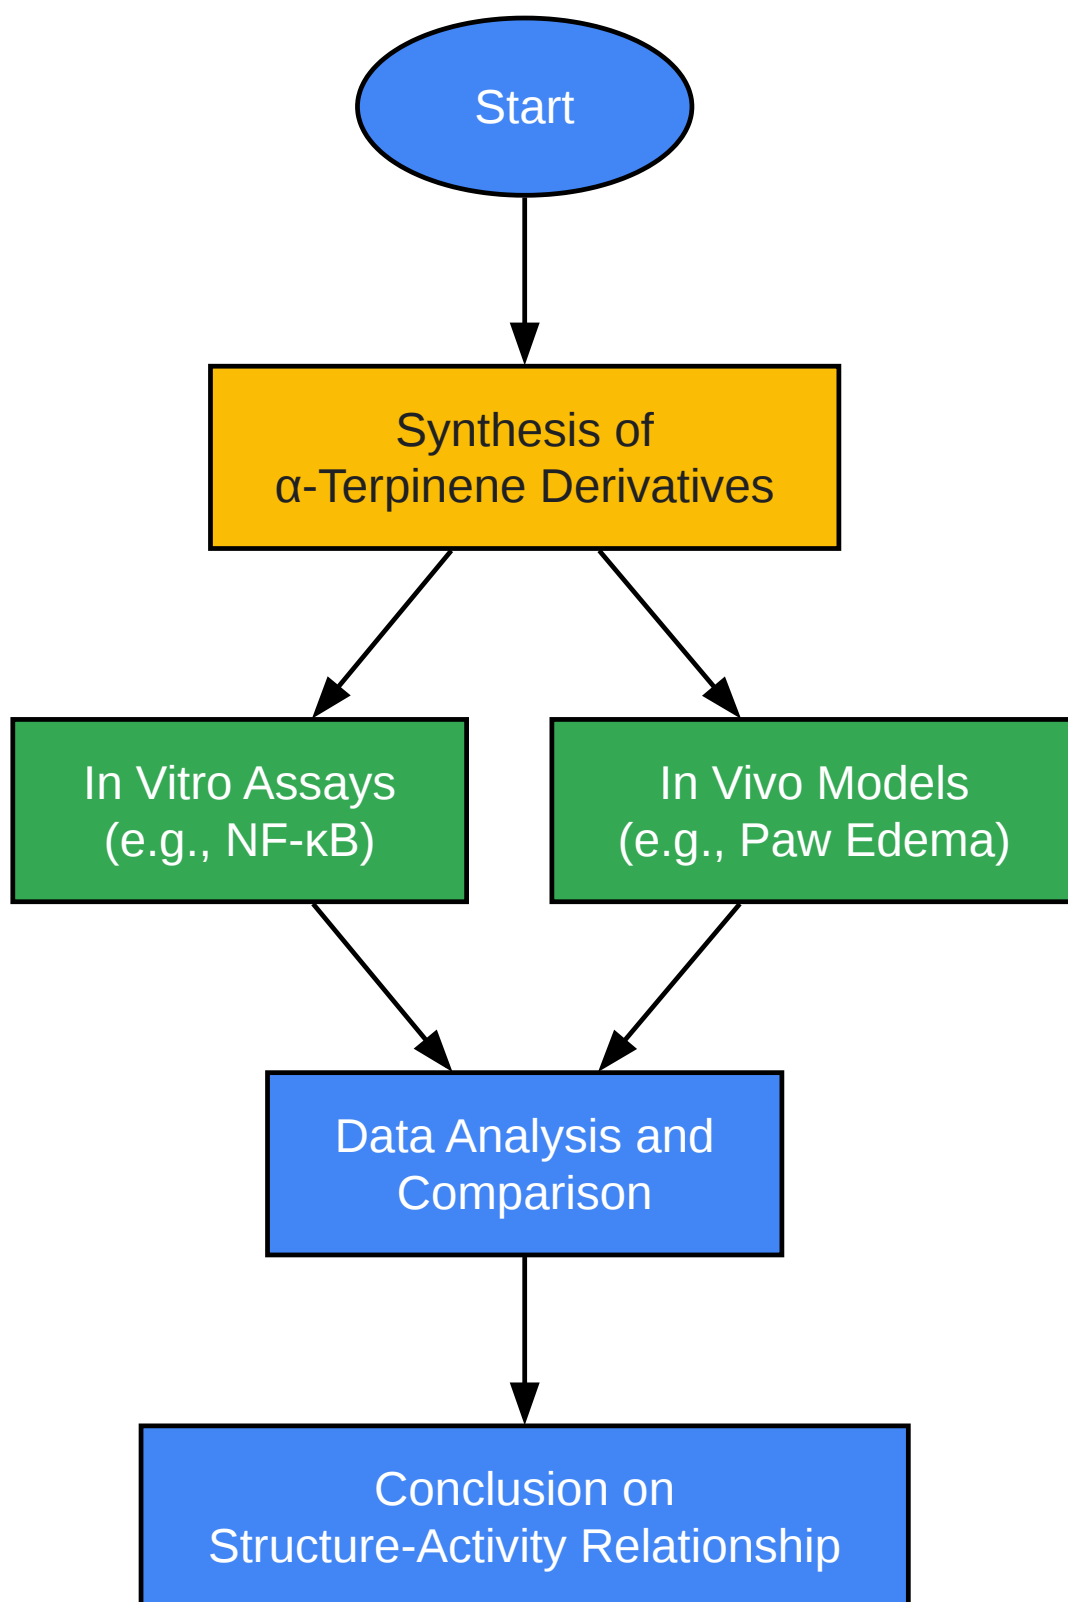 Start
Synthesis of
α-Terpinene Derivatives
In Vitro Assays
(e.g., NF-κB)
In Vivo Models
(e.g., Paw Edema)
Data Analysis and
Comparison
Conclusion on
Structure-Activity Relationship